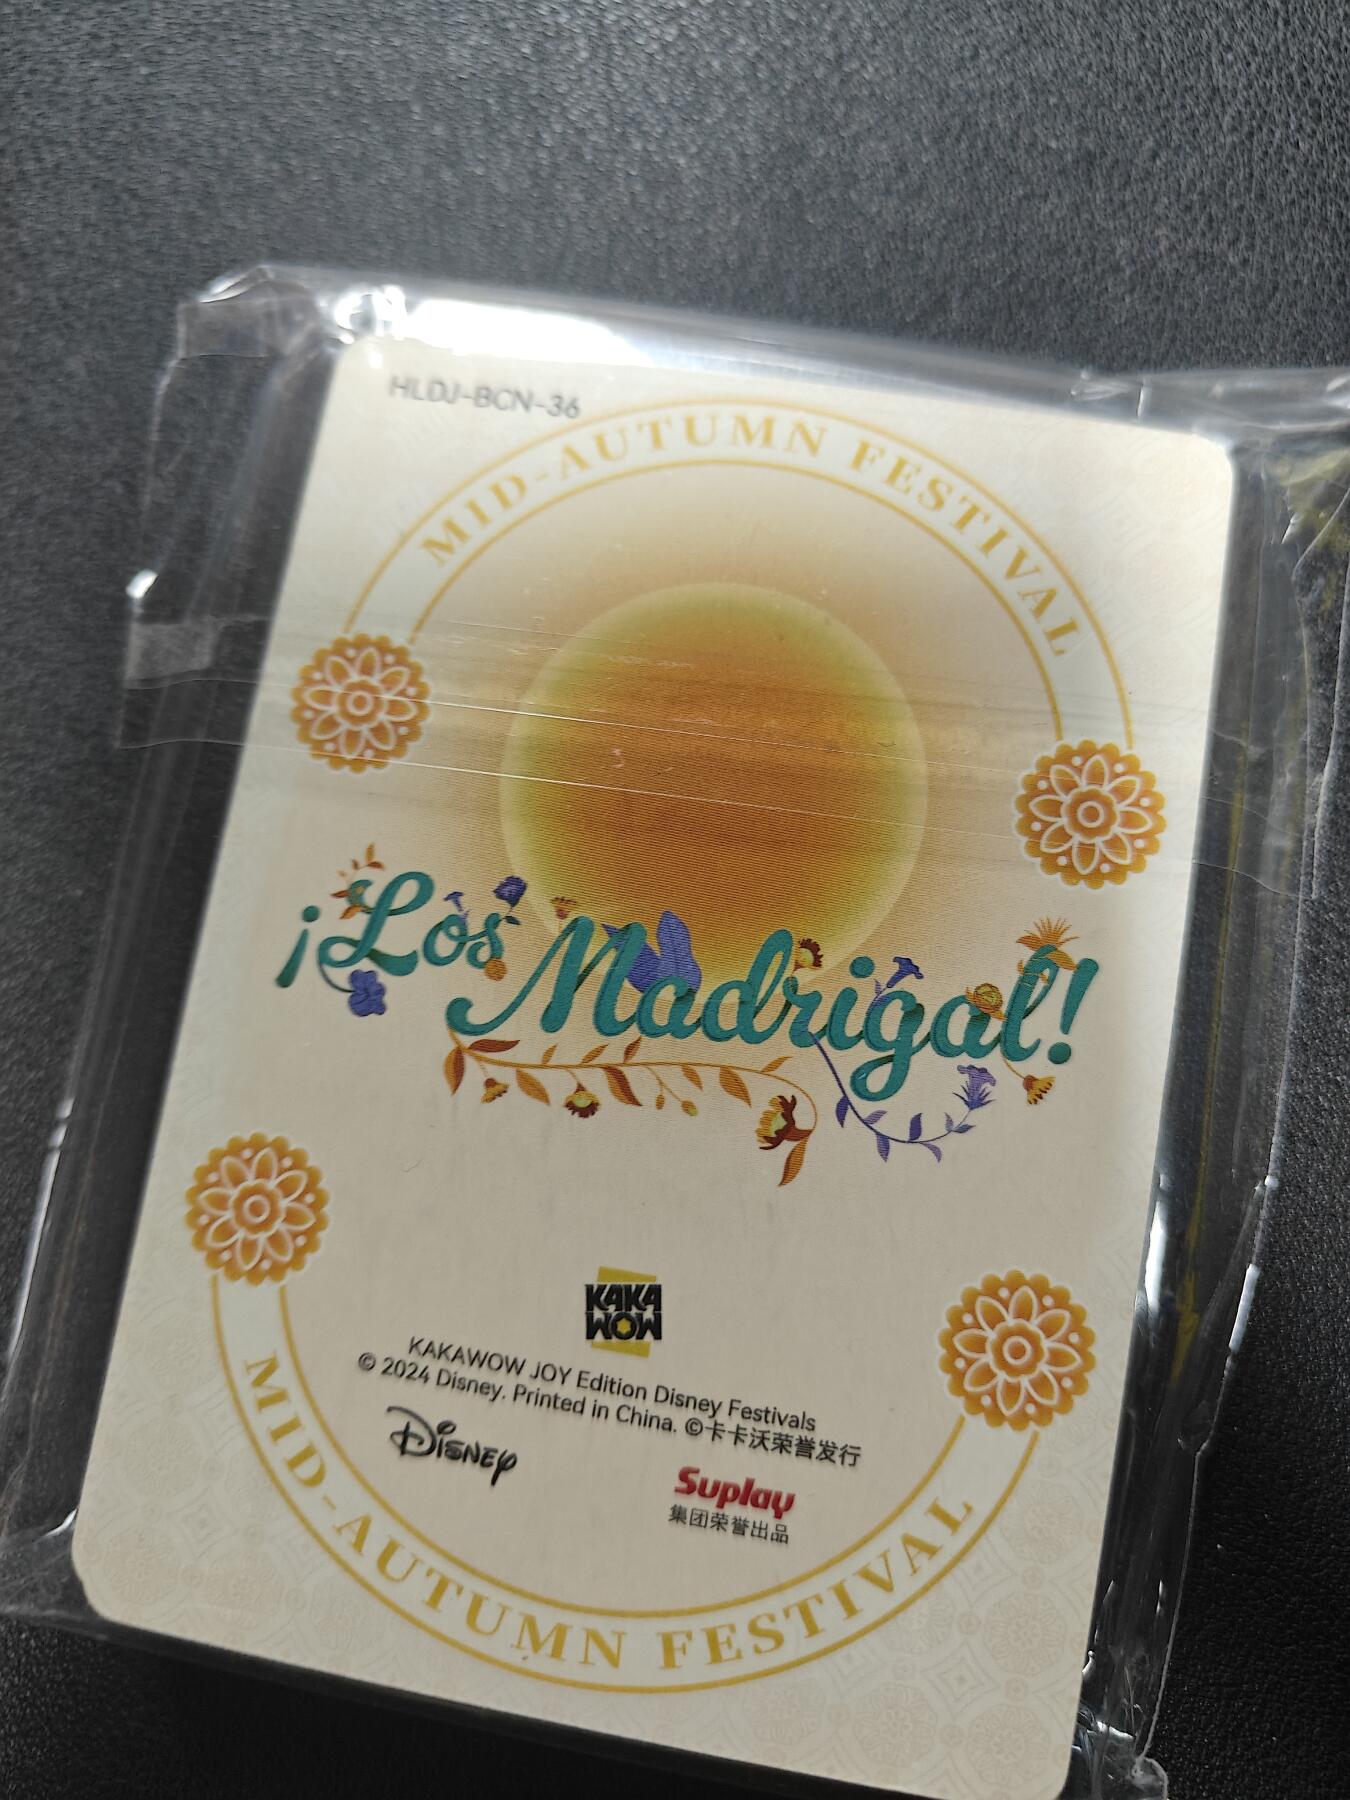 HLDJ-BCN-36
MID-AUTUMN FESTIVAL
¡Los Madrigal!
KAKA
WOW
KAKAWOW JOY Edition Disney Festivals
© 2024 Disney. Printed in China. ©卡卡沃荣誉发行
Disney
Suplay
集团荣誉出品
MID-AUTUMN FESTIVAL